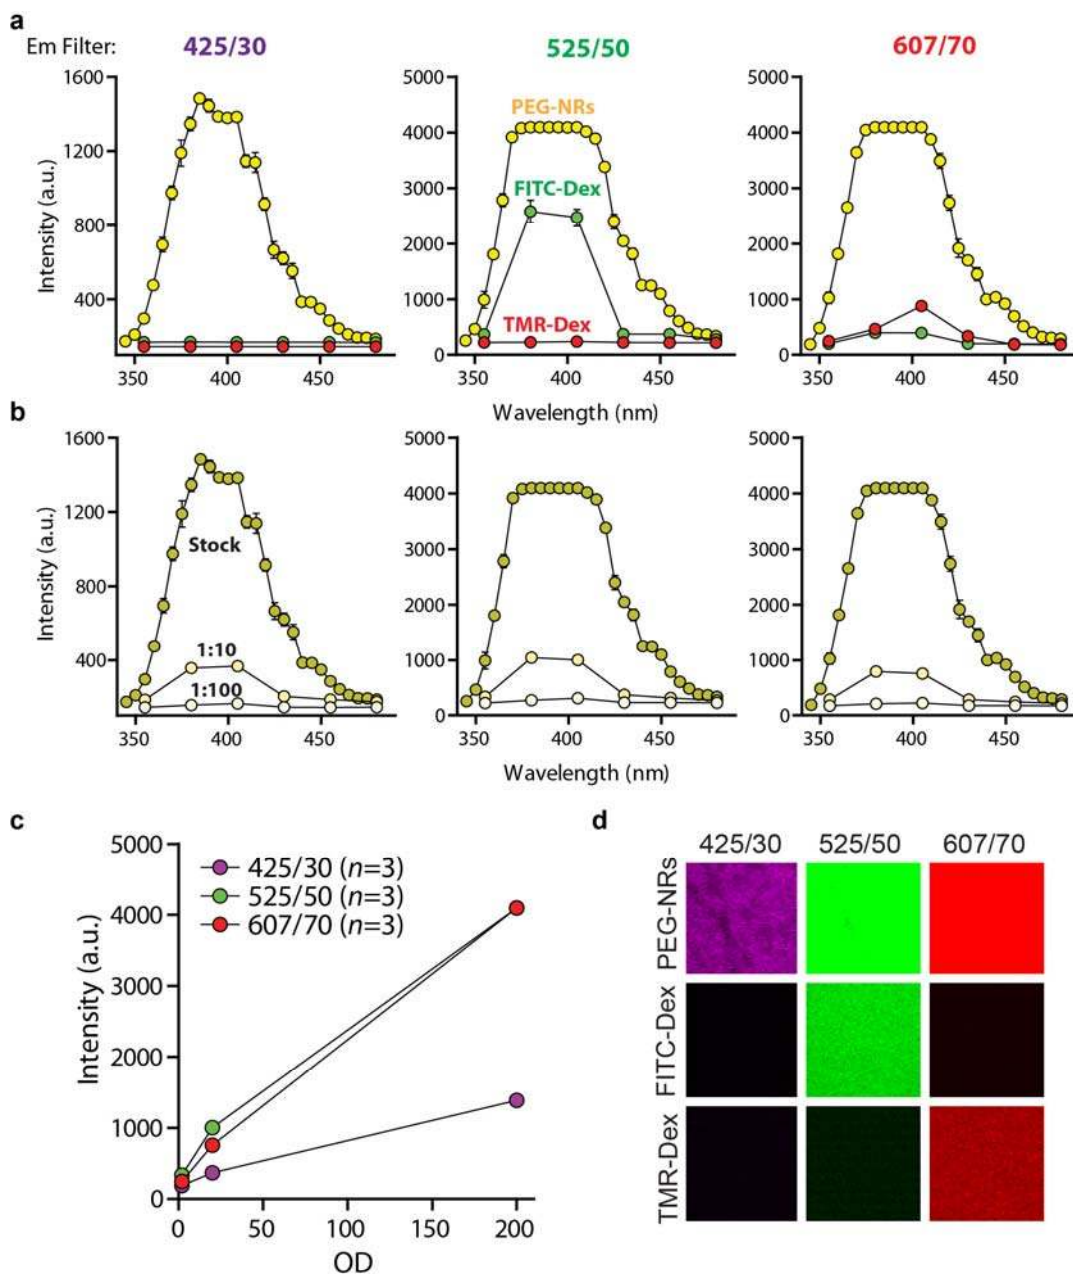 a
Em Filter: 425/30 525/50 607/70
1600
1200
800
400
Intensity (a.u.)
350 400 450
5000
4000
3000
2000
1000
0
PEG-NRs
FITC-Dex
TMR-Dex
350 400 450
Wavelength (nm)
5000
4000
3000
2000
1000
0
350 400 450
b
1600
1200
800
400
Intensity (a.u.)
Stock
1:10
1:100
350 400 450
5000
4000
3000
2000
1000
0
350 400 450
Wavelength (nm)
5000
4000
3000
2000
1000
0
350 400 450
c
5000
4000
3000
2000
1000
0
Intensity (a.u.)
425/30 (n=3)
525/50 (n=3)
607/70 (n=3)
0 50 100 150 200
OD
d
425/30 525/50 607/70
PEG-NRs
FITC-Dex
TMR-Dex